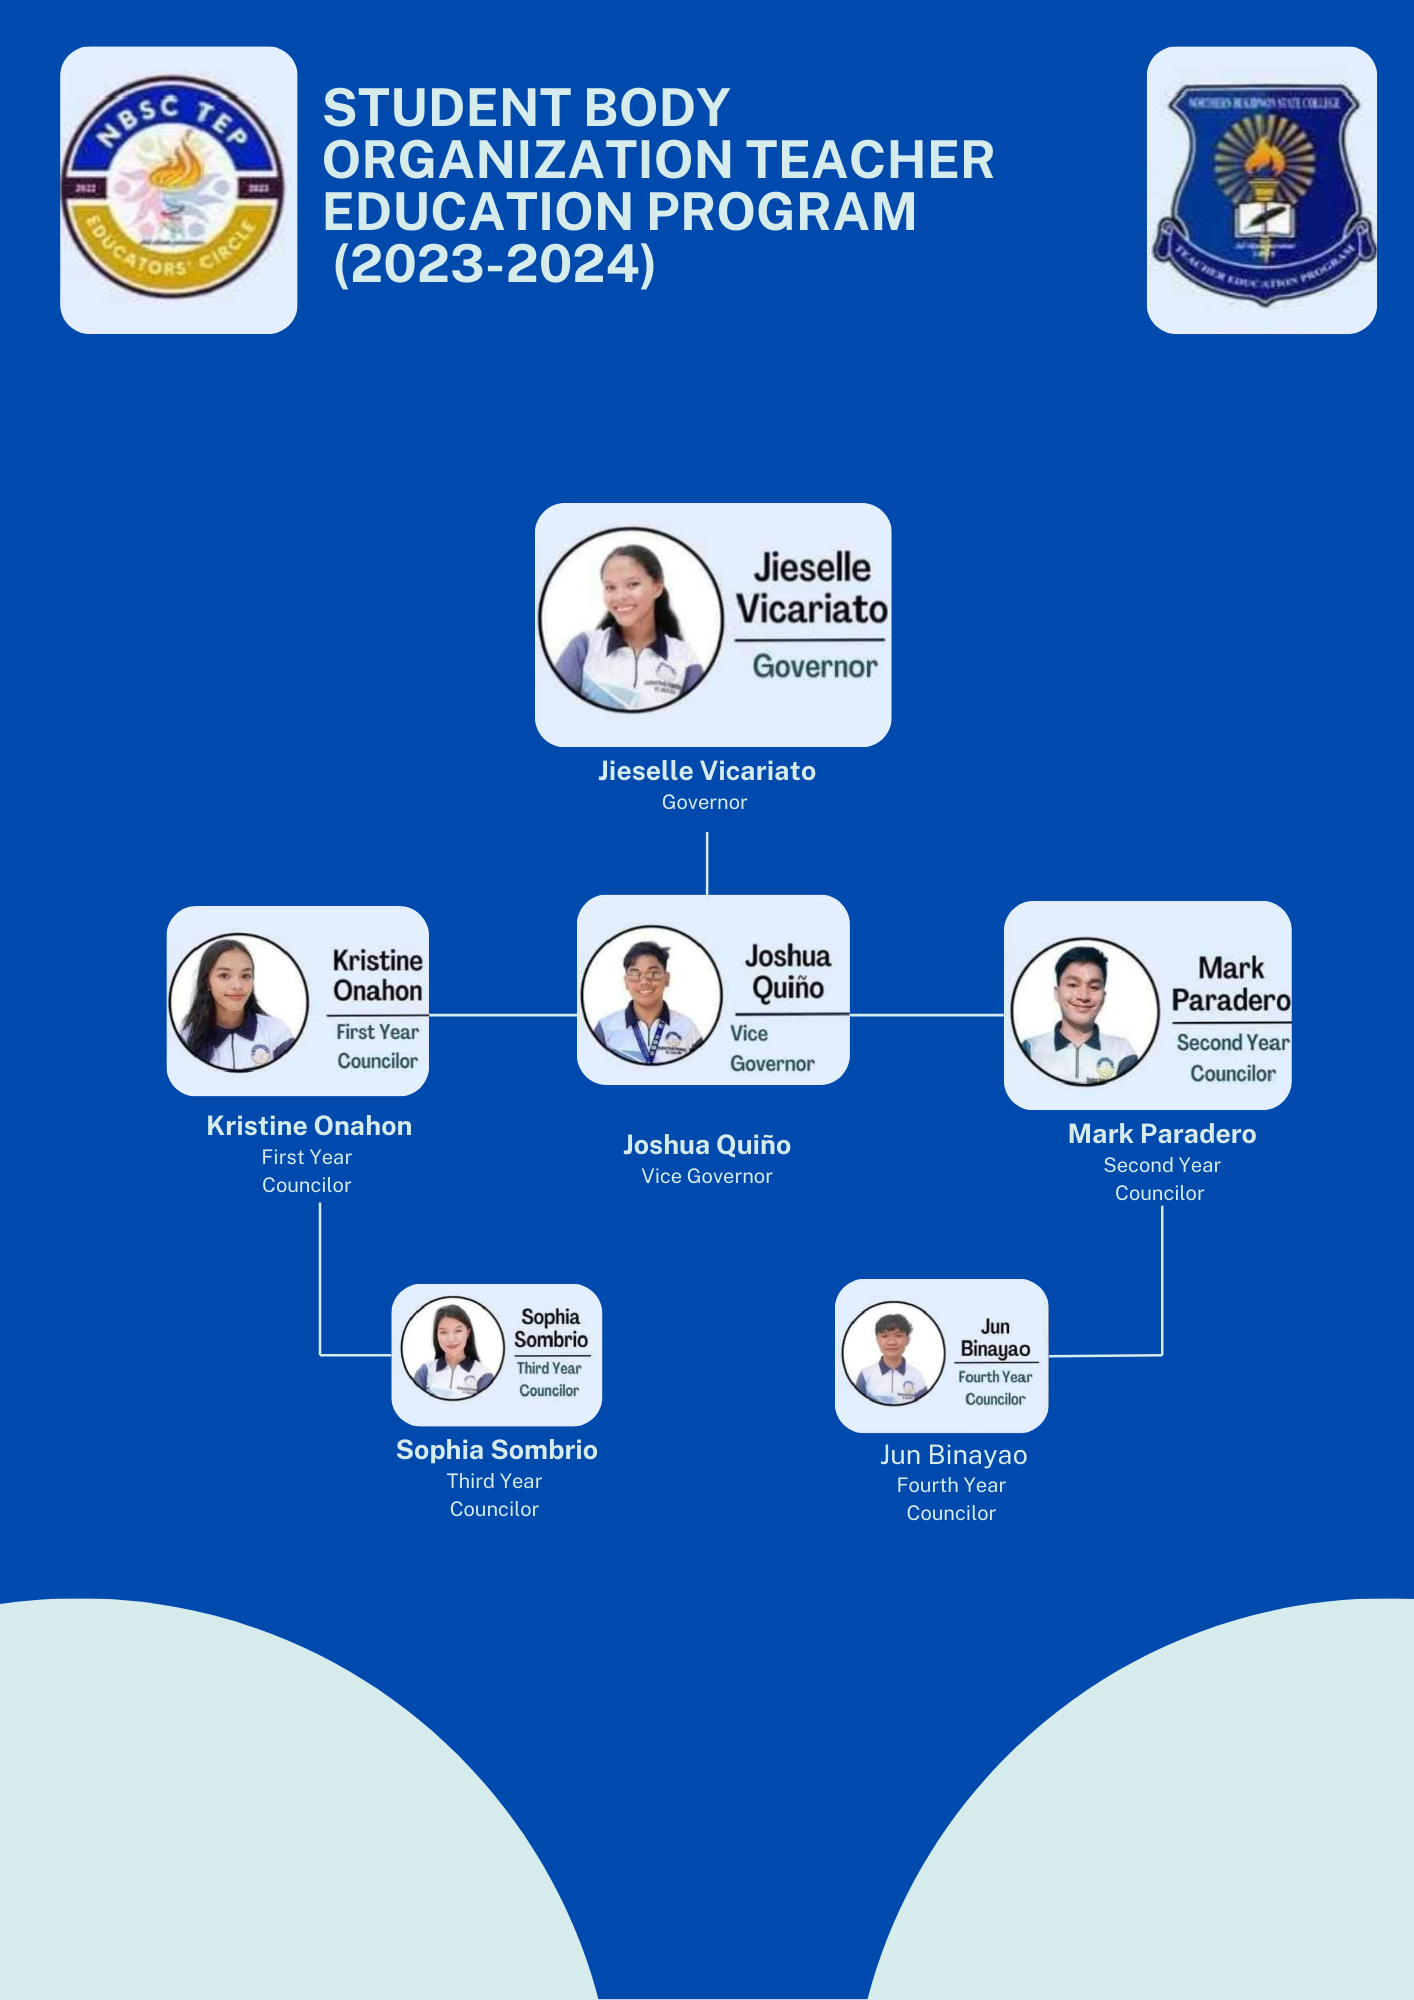 NBSC TEP
2022
2023
EDUCATORS' CIRCLE
STUDENT BODY
ORGANIZATION TEACHER
EDUCATION PROGRAM
(2023-2024)
NORTHERN BUKIDNON STATE COLLEGE
TEACHER EDUCATION PROGRAM
Jieselle
Vicariato
Governor
Jieselle Vicariato
Governor
Kristine
Onahon
First Year
Councilor
Kristine Onahon
First Year
Councilor
Joshua
Quiño
Vice
Governor
Joshua Quiño
Vice Governor
Mark
Paradero
Second Year
Councilor
Mark Paradero
Second Year
Councilor
Sophia
Sombrio
Third Year
Councilor
Sophia Sombrio
Third Year
Councilor
Jun
Binayao
Fourth Year
Councilor
Jun Binayao
Fourth Year
Councilor